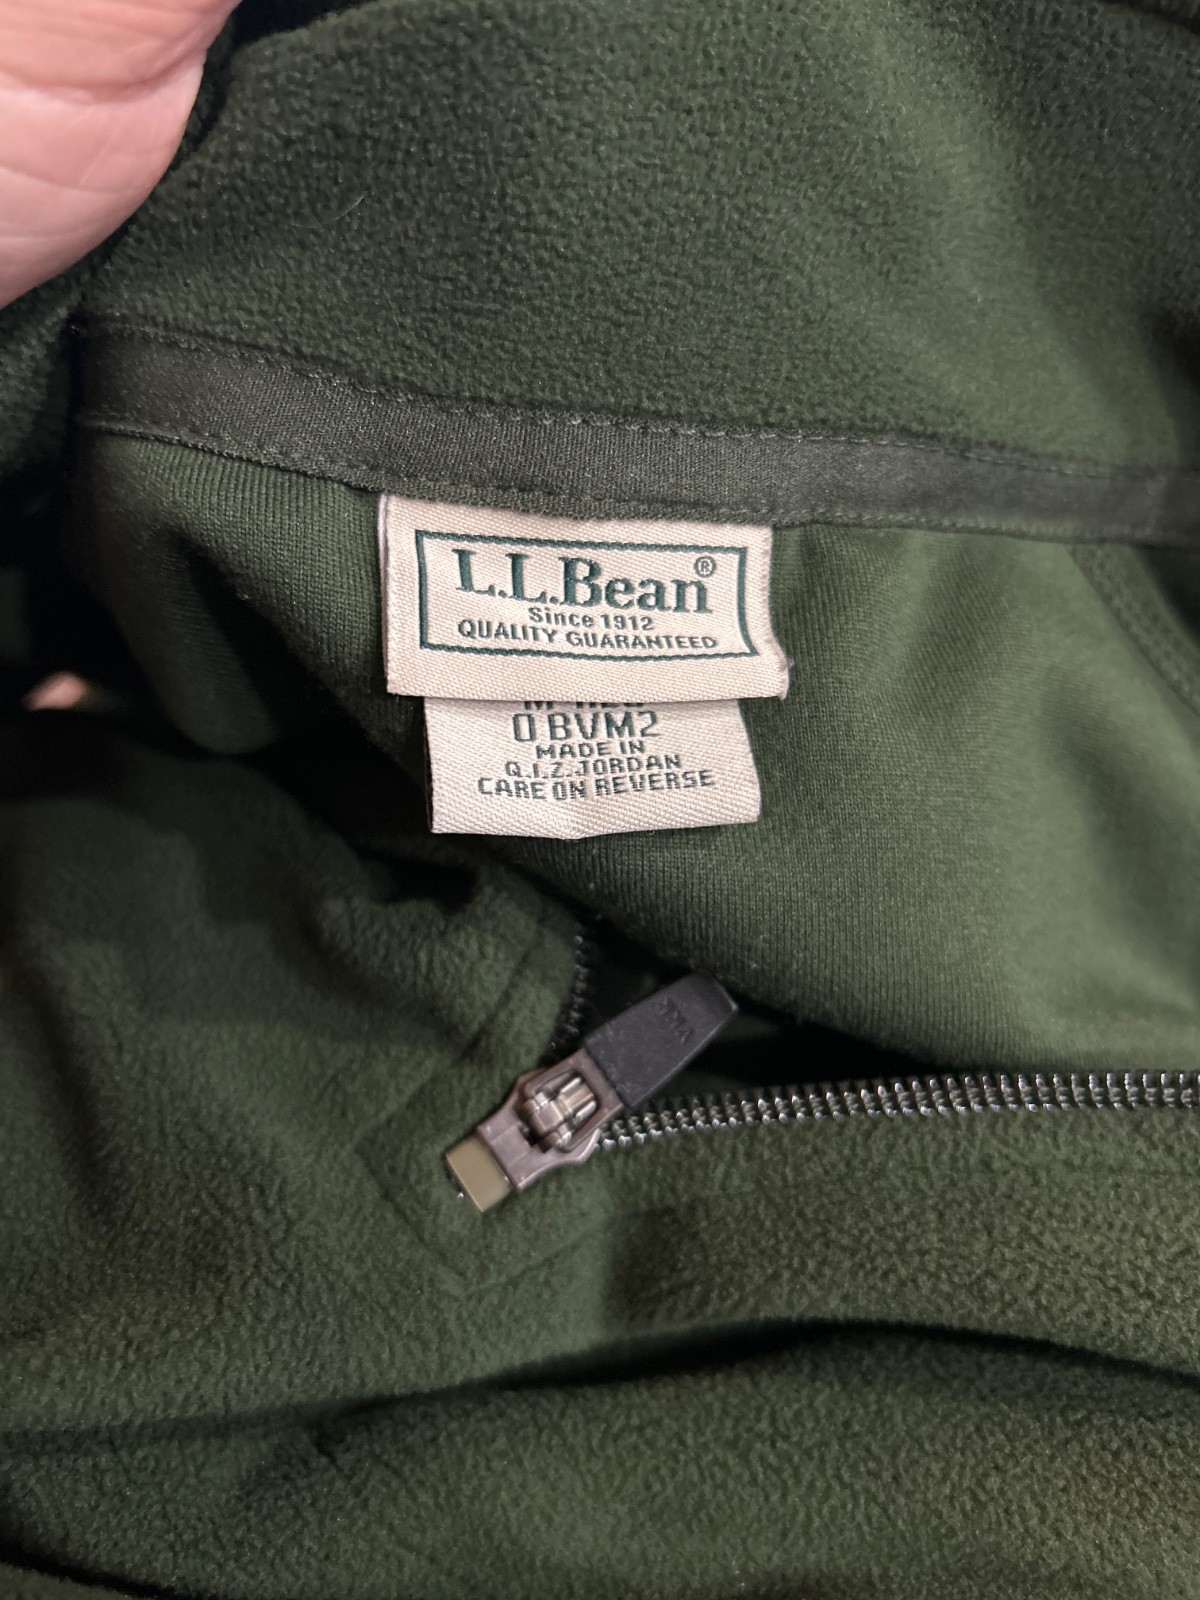 L.L.Bean®
Since 1912
QUALITY GUARANTEED
0 BVM2
MADE IN
Q.I.Z. JORDAN
CARE ON REVERSE